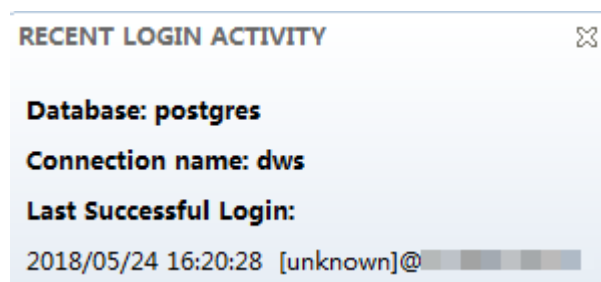 RECENT LOGIN ACTIVITY
Database: postgres
Connection name: dws
Last Successful Login:
2018/05/24 16:20:28 [unknown]@